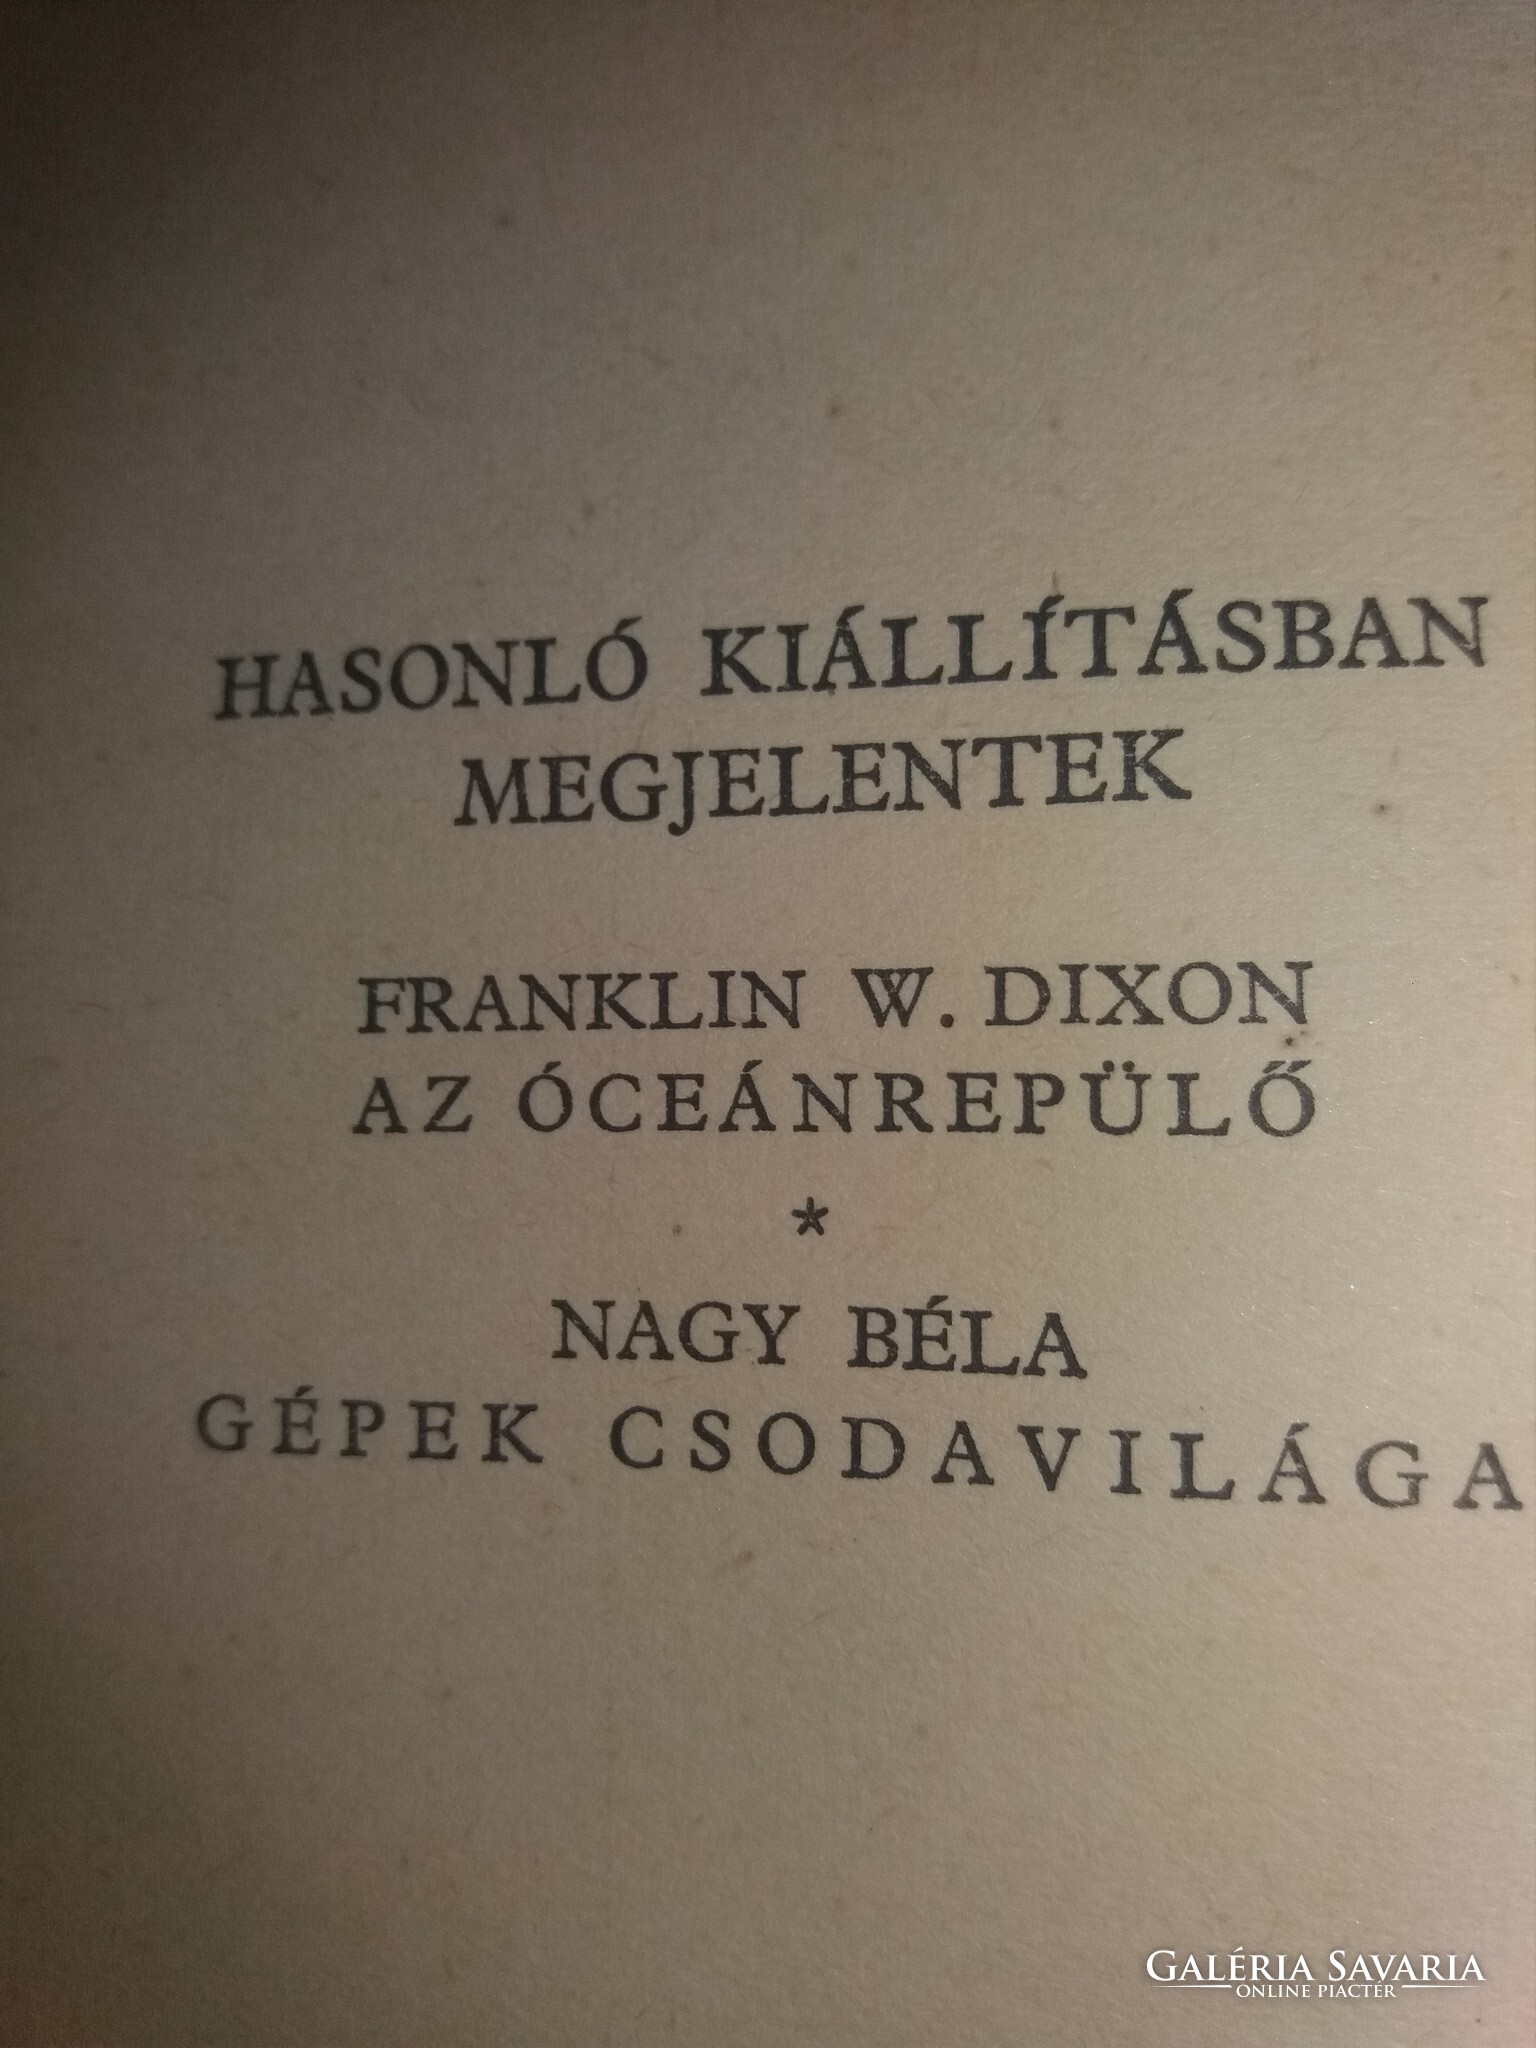 HASONLÓ KIÁLLÍTÁSBAN
MEGJELENTEK
FRANKLIN W. DIXON
AZ ÓCEÁNREPÜLŐ
*
NAGY BÉLA
GÉPEK CSODAVILÁGA
GALÉRIA SAVARIA
ONLINE PIACTÉR